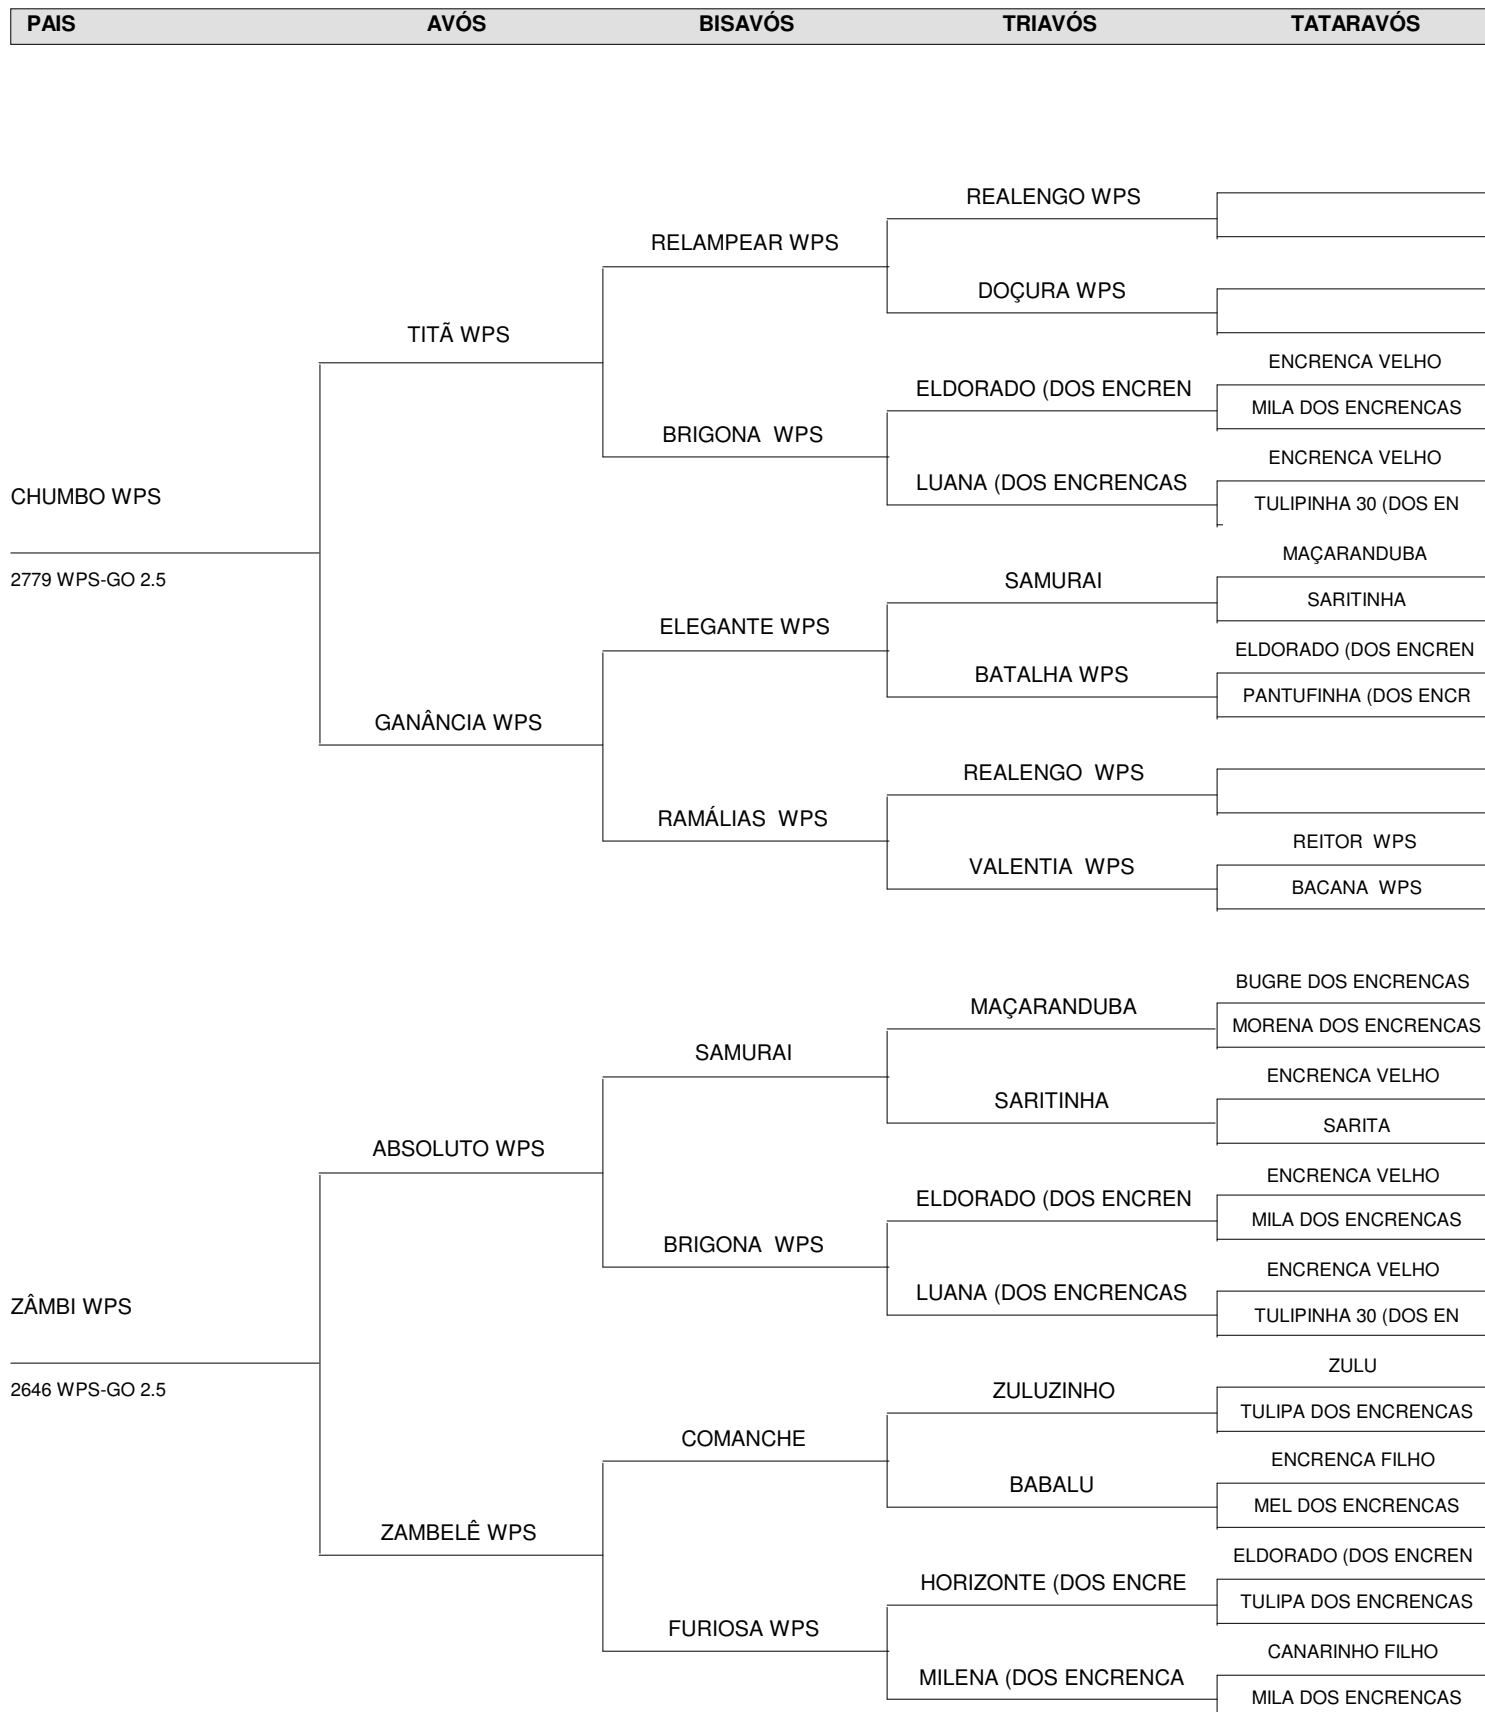 PAIS AVÓS BISAVÓS TRIAVÓS TATARAVÓS
REALENGO WPS
RELAMPEAR WPS
DOÇURA WPS
TITÃ WPS
ENCRENCA VELHO
ELDORADO (DOS ENCREN
MILA DOS ENCRENCAS
BRIGONA WPS
ENCRENCA VELHO
LUANA (DOS ENCRENCAS
TULIPINHA 30 (DOS EN
CHUMBO WPS
2779 WPS-GO 2.5
MAÇARANDUBA
SAMURAI
SARITINHA
ELEGANTE WPS
ELDORADO (DOS ENCREN
BATALHA WPS
PANTUFINHA (DOS ENCR
GANÂNCIA WPS
REALENGO WPS
RAMÁLIAS WPS
REITOR WPS
VALENTIA WPS
BACANA WPS
BUGRE DOS ENCRENCAS
MAÇARANDUBA
MORENA DOS ENCRENCAS
SAMURAI
ENCRENCA VELHO
SARITINHA
SARITA
ABSOLUTO WPS
ENCRENCA VELHO
ELDORADO (DOS ENCREN
MILA DOS ENCRENCAS
BRIGONA WPS
ENCRENCA VELHO
LUANA (DOS ENCRENCAS
TULIPINHA 30 (DOS EN
ZÂMBI WPS
2646 WPS-GO 2.5
ZULU
ZULUZINHO
TULIPA DOS ENCRENCAS
COMANCHE
ENCRENCA FILHO
BABALU
MEL DOS ENCRENCAS
ZAMBELÊ WPS
ELDORADO (DOS ENCREN
HORIZONTE (DOS ENCRE
TULIPA DOS ENCRENCAS
FURIOSA WPS
CANARINHO FILHO
MILENA (DOS ENCRENCA
MILA DOS ENCRENCAS